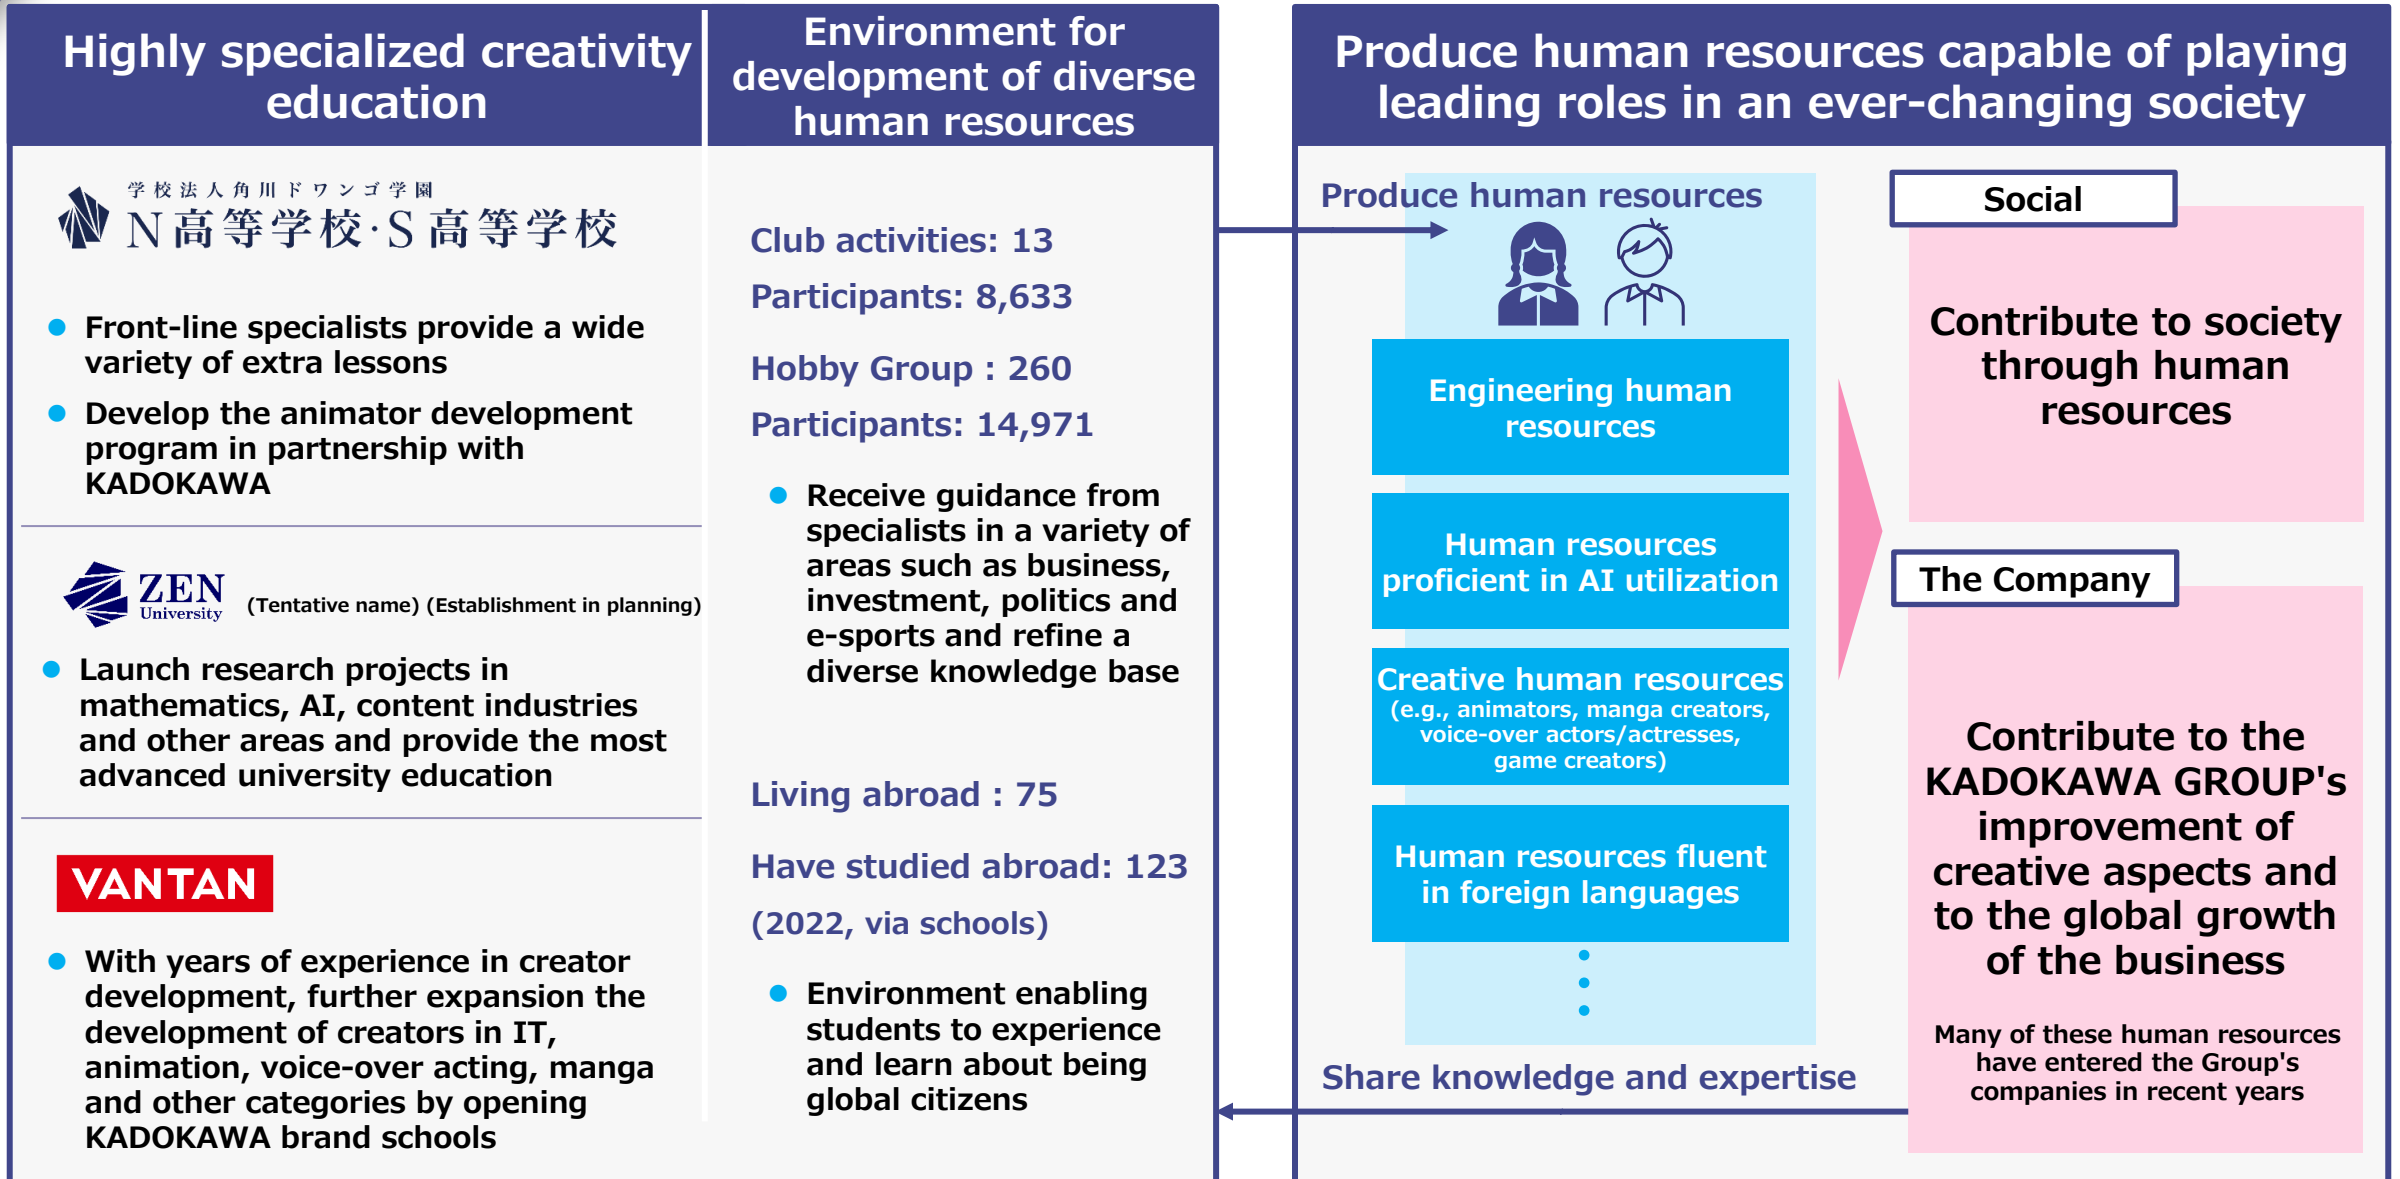 Highly specialized creativity
education
学校法人角川ドワンゴ学園
N高等学校·S高等学校
Front-line specialists provide a wide
variety of extra lessons
Develop the animator development
program in partnership with
KADOKAWA
ZEN
University
(Tentative name) (Establishment in planning)
Launch research projects in
mathematics, AI, content industries
and other areas and provide the most
advanced university education
VANTAN
With years of experience in creator
development, further expansion the
development of creators in IT,
animation, voice-over acting, manga
and other categories by opening
KADOKAWA brand schools
Environment for
development of diverse
human resources
Club activities: 13
Participants: 8,633
Hobby Group : 260
Participants: 14,971
Receive guidance from
specialists in a variety of
areas such as business,
investment, politics and
e-sports and refine a
diverse knowledge base
Living abroad : 75
Have studied abroad: 123
(2022, via schools)
Environment enabling
students to experience
and learn about being
global citizens
Produce human resources capable of playing
leading roles in an ever-changing society
Produce human resources
Engineering human
resources
Human resources
proficient in AI utilization
Creative human resources
(e.g., animators, manga creators,
voice-over actors/actresses,
game creators)
Human resources fluent
in foreign languages
Share knowledge and expertise
Social
Contribute to society
through human
resources
The Company
Contribute to the
KADOKAWA GROUP's
improvement of
creative aspects and
to the global growth
of the business
Many of these human resources
have entered the Group's
companies in recent years